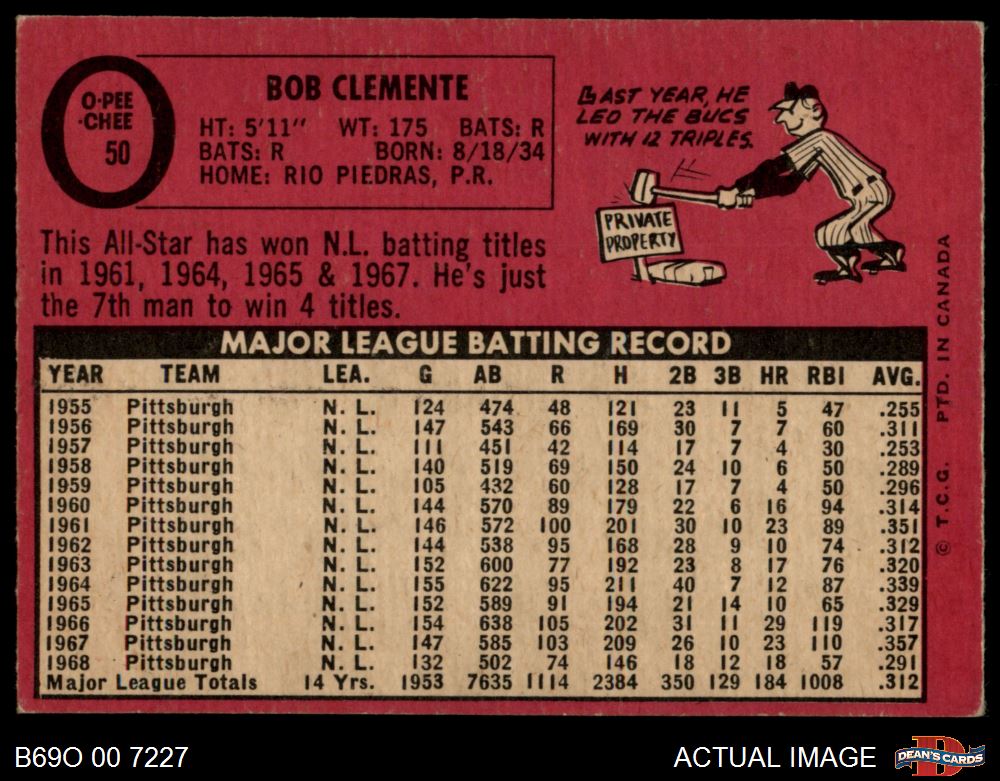 O-PEE
-CHEE
50
BOB CLEMENTE
HT: 5'11" WT: 175 BATS: R
BATS: R BORN: 8/18/34
HOME: RIO PIEDRAS, P.R.
LAST YEAR, HE
LED THE BUCS
WITH 12 TRIPLES.
PRIVATE
PROPERTY
This All-Star has won N.L. batting titles
in 1961, 1964, 1965 & 1967. He's just
the 7th man to win 4 titles.
MAJOR LEAGUE BATTING RECORD
YEAR TEAM LEA. G AB R H 2B 3B HR RBI AVG.
1955 Pittsburgh N. L. 124 474 48 121 23 11 5 47 .255
1956 Pittsburgh N. L. 147 543 66 169 30 7 7 60 .311
1957 Pittsburgh N. L. 111 451 42 114 17 7 4 30 .253
1958 Pittsburgh N. L. 140 519 69 150 24 10 6 50 .289
1959 Pittsburgh N. L. 105 432 60 128 17 7 4 50 .296
1960 Pittsburgh N. L. 144 570 89 179 22 6 16 94 .314
1961 Pittsburgh N. L. 146 572 100 201 30 10 23 89 .351
1962 Pittsburgh N. L. 144 538 95 168 28 9 10 74 .312
1963 Pittsburgh N. L. 152 600 77 192 23 8 17 76 .320
1964 Pittsburgh N. L. 155 622 95 211 40 7 12 87 .339
1965 Pittsburgh N. L. 152 589 91 194 21 14 10 65 .329
1966 Pittsburgh N. L. 154 638 105 202 31 11 29 119 .317
1967 Pittsburgh N. L. 147 585 103 209 26 10 23 110 .357
1968 Pittsburgh N. L. 132 502 74 146 18 12 18 57 .291
Major League Totals 14 Yrs. 1953 7635 1114 2384 350 129 184 1008 .312
© T.C.G. PTD. IN CANADA
B69O 00 7227
ACTUAL IMAGE
D
DEAN'S CARDS